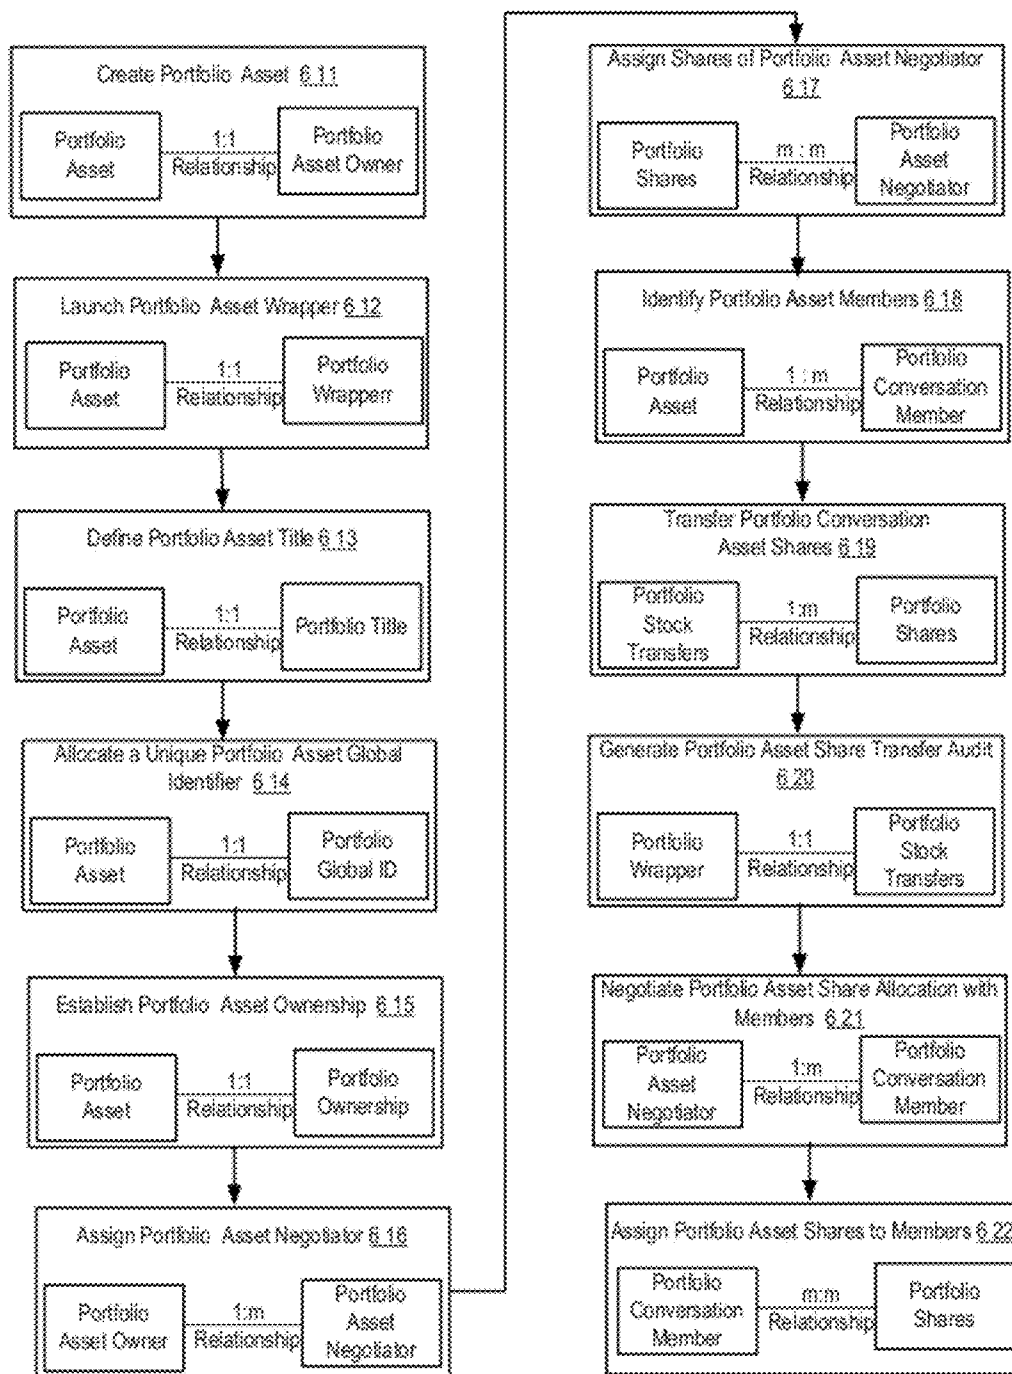 Create Portfolio Asset 6.11
Portfolio
Asset
1:1
Relationship
Portfolio
Asset Owner
Launch Portfolio Asset Wrapper 6.12
Portfolio
Asset
1:1
Relationship
Portfolio
Wrapperr
Define Portfolio Asset Title 6.13
Portfolio
Asset
1:1
Relationship
Portfolio Title
Allocate a Unique Portfolio Asset Global
Identifier 6.14
Portfolio
Asset
1:1
Relationship
Portfolio
Global ID
Establish Portfolio Asset Ownership 6.15
Portfolio
Asset
1:1
Relationship
Portfolio
Ownership
Assign Portfolio Asset Negotiator 6.16
Portfolio
Asset Owner
1:m
Relationship
Portfolio
Asset
Negotiator
Assign Shares of Portfolio Asset Negotiator
6.17
Portfolio
Shares
m : m
Relationship
Portfolio
Asset
Negotiator
Identify Portfolio Asset Members 6.18
Portfolio
Asset
1 : m
Relationship
Portfolio
Conversation
Member
Transfer Portfolio Conversation
Asset Shares 6.19
Portfolio
Stock
Transfers
1:m
Relationship
Portfolio
Shares
Generate Portfolio Asset Share Transfer Audit
6.20
Portfolio
Wrapper
1:1
Relationship
Portfolio
Stock
Transfers
Negotiate Portfolio Asset Share Allocation with
Members 6.21
Portfolio
Asset
Negotiator
1:m
Relationship
Portfolio
Conversation
Member
Assign Portfolio Asset Shares to Members 6.22
Portfolio
Conversation
Member
m:m
Relationship
Portfolio
Shares